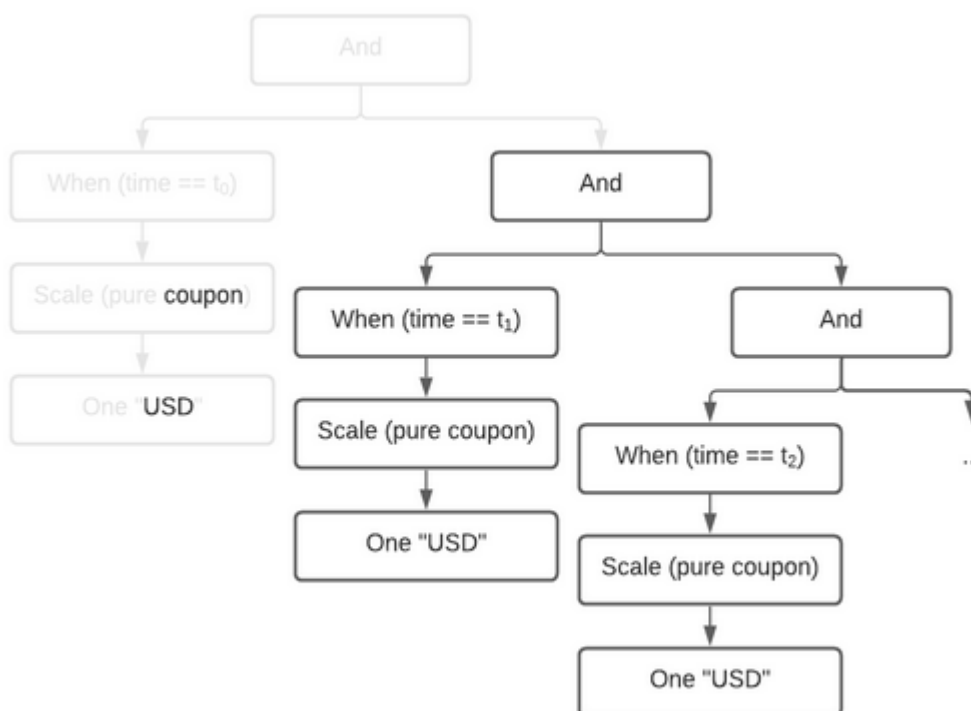 And
When (time == t₀)
And
Scale (pure coupon)
When (time == t₁)
And
One "USD"
Scale (pure coupon)
When (time == t₂)
..
One "USD"
Scale (pure coupon)
One "USD"